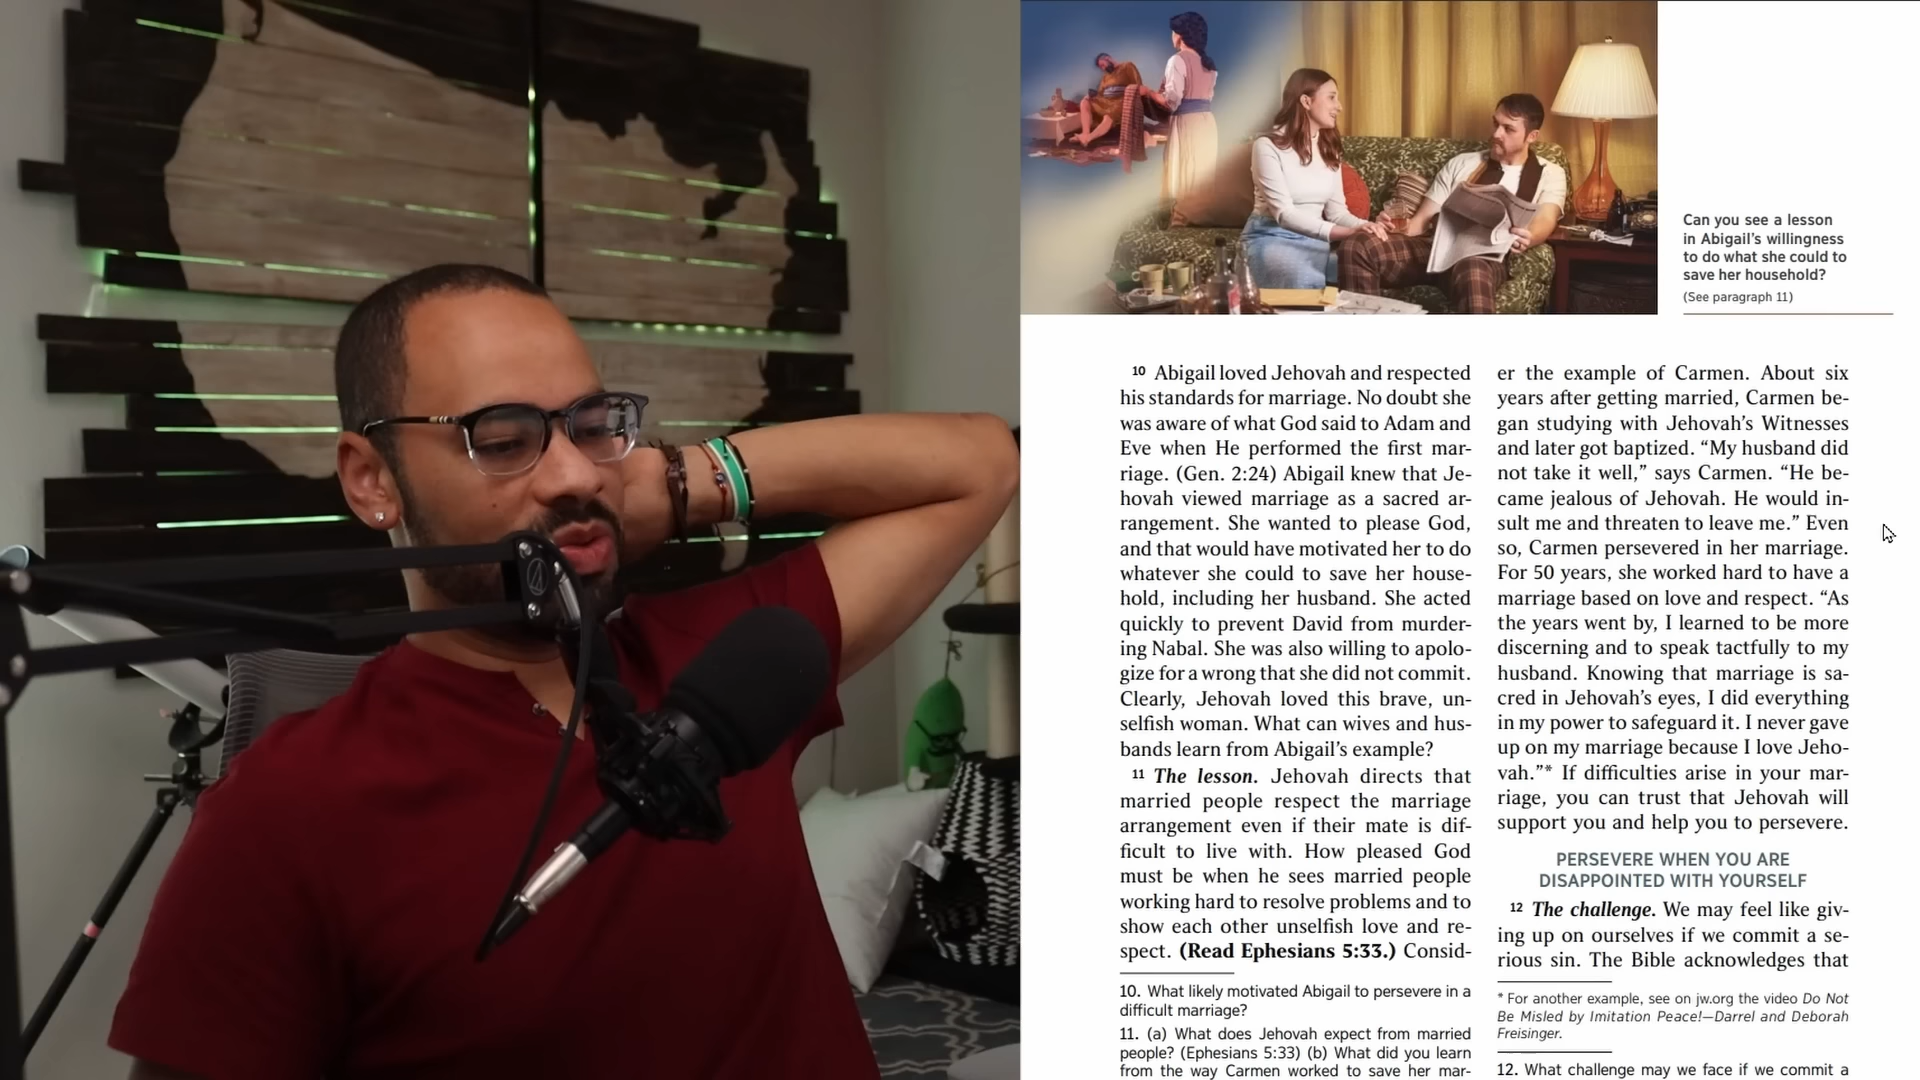 Can you see a lesson
in Abigail's willingness
to do what she could to
save her household?
(See paragraph 11)
10 Abigail loved Jehovah and respected
his standards for marriage. No doubt she
was aware of what God said to Adam and
Eve when He performed the first mar-
riage. (Gen. 2:24) Abigail knew that Je-
hovah viewed marriage as a sacred ar-
rangement. She wanted to please God,
and that would have motivated her to do
whatever she could to save her house-
hold, including her husband. She acted
quickly to prevent David from murder-
ing Nabal. She was also willing to apolo-
gize for a wrong that she did not commit.
Clearly, Jehovah loved this brave, un-
selfish woman. What can wives and hus-
bands learn from Abigail's example?
11 The lesson. Jehovah directs that
married people respect the marriage
arrangement even if their mate is dif-
ficult to live with. How pleased God
must be when he sees married people
working hard to resolve problems and to
show each other unselfish love and re-
spect. (Read Ephesians 5:33.) Consid-
10. What likely motivated Abigail to persevere in a
difficult marriage?
11. (a) What does Jehovah expect from married
people? (Ephesians 5:33) (b) What did you learn
from the way Carmen worked to save her mar-
er the example of Carmen. About six
years after getting married, Carmen be-
gan studying with Jehovah's Witnesses
and later got baptized. “My husband did
not take it well,” says Carmen. “He be-
came jealous of Jehovah. He would in-
sult me and threaten to leave me.” Even
so, Carmen persevered in her marriage.
For 50 years, she worked hard to have a
marriage based on love and respect. “As
the years went by, I learned to be more
discerning and to speak tactfully to my
husband. Knowing that marriage is sa-
cred in Jehovah's eyes, I did everything
in my power to safeguard it. I never gave
up on my marriage because I love Jeho-
vah.”* If difficulties arise in your mar-
riage, you can trust that Jehovah will
support you and help you to persevere.
PERSEVERE WHEN YOU ARE
DISAPPOINTED WITH YOURSELF
12 The challenge. We may feel like giv-
ing up on ourselves if we commit a se-
rious sin. The Bible acknowledges that
* For another example, see on jw.org the video Do Not
Be Misled by Imitation Peace!—Darrel and Deborah
Freisinger.
12. What challenge may we face if we commit a